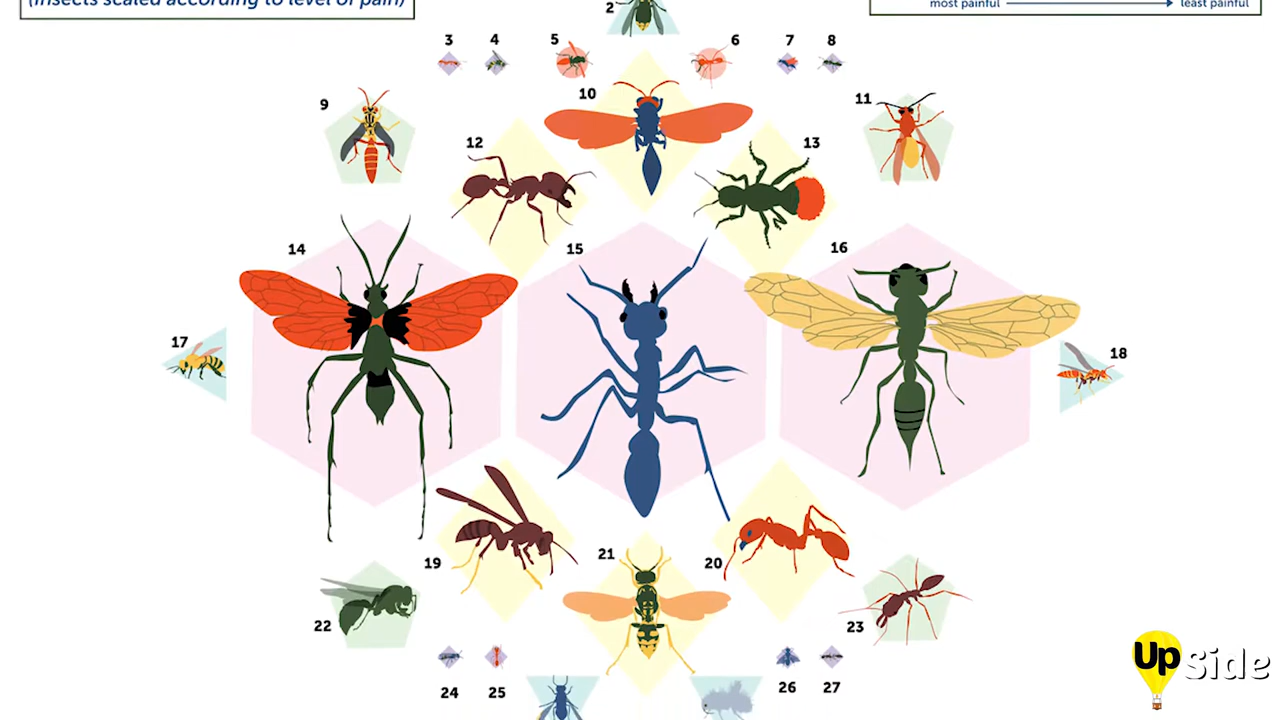 (insects scaled according to level of pain)
most painful least painful
2
3 4 5 6 7 8
9 10 11
12 13
14 15 16
17 18
19 20
21
22 23
24 25 26 27
Up Side